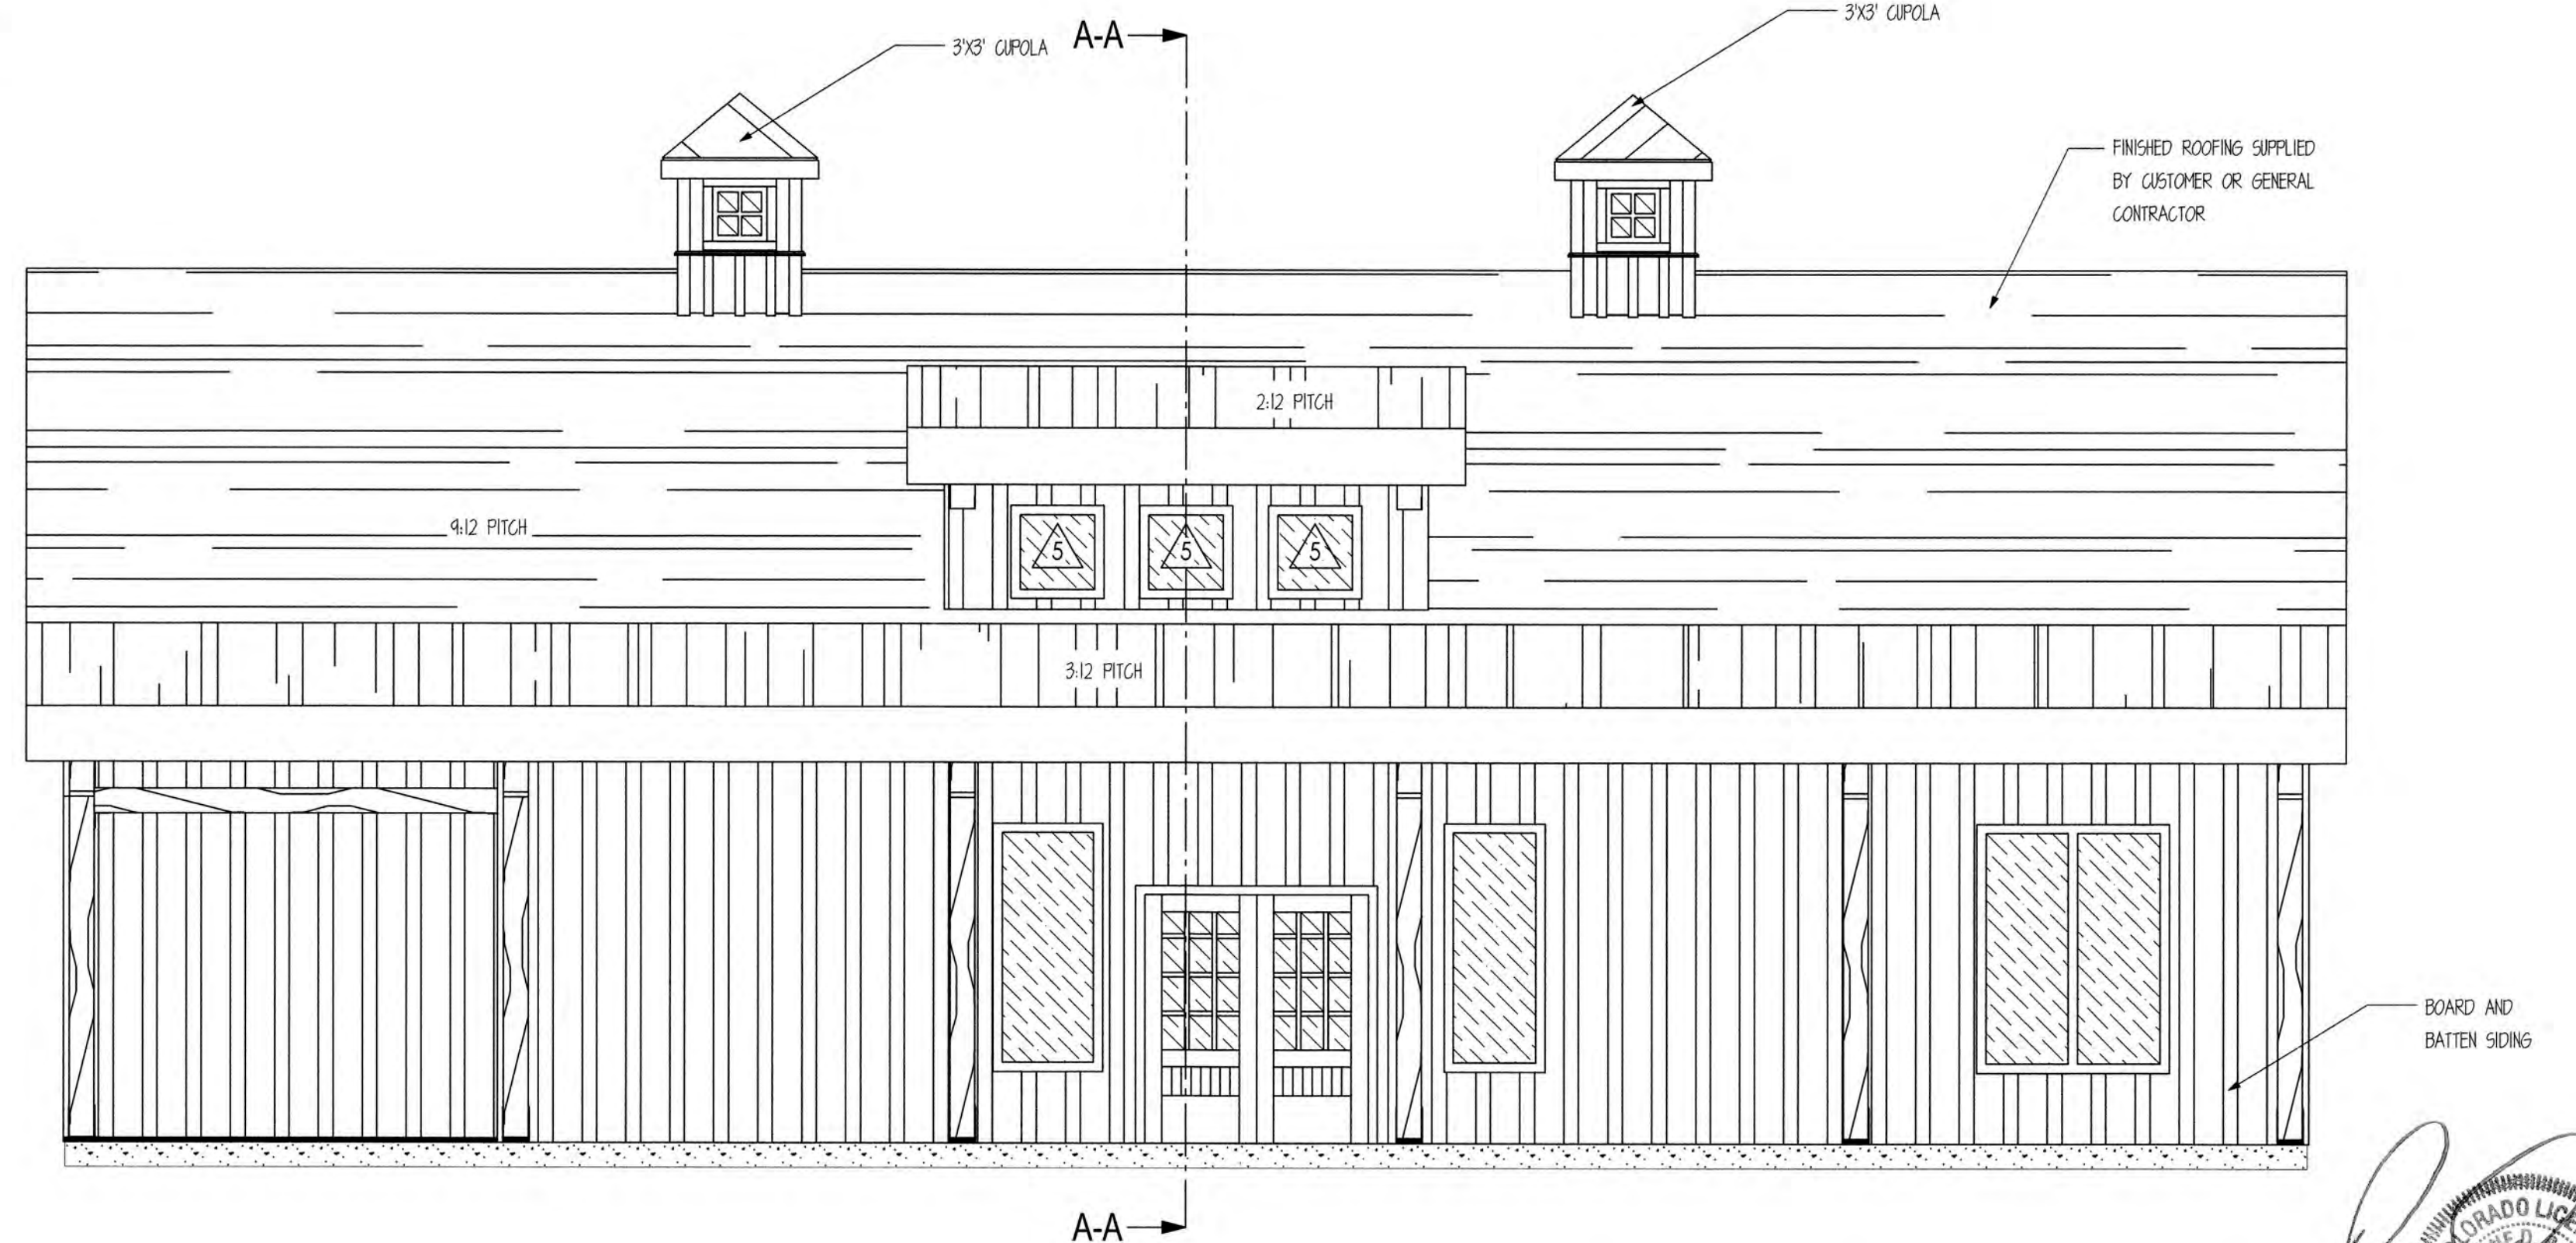 3'X3' CUPOLA
A-A
3'X3' CUPOLA
FINISHED ROOFING SUPPLIED
BY CUSTOMER OR GENERAL
CONTRACTOR
2:12 PITCH
9:12 PITCH
5
5
5
3:12 PITCH
BOARD AND
BATTEN SIDING
A-A